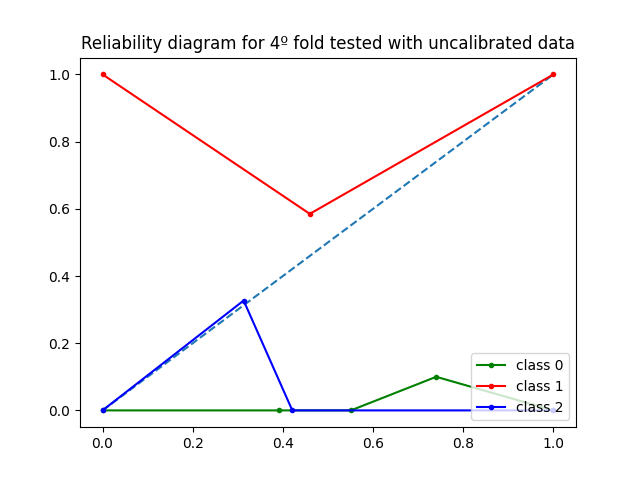 Reliability diagram for 4º fold tested with uncalibrated data
1.0
0.8
0.6
0.4
0.2
0.0
class 0
class 1
class 2
0.0 0.2 0.4 0.6 0.8 1.0